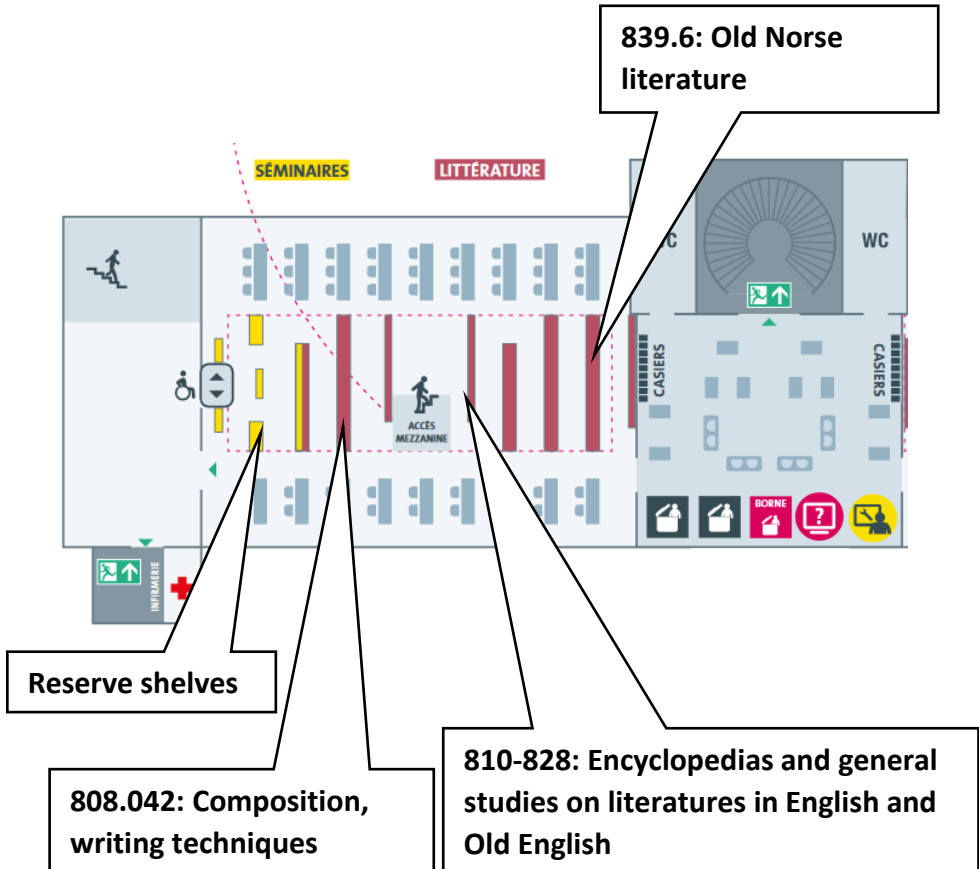 839.6: Old Norse
literature
SÉMINAIRES
LITTÉRATURE
WC
WC
CASIERS
CASIERS
ACCÈS
MEZZANINE
BORNE
?
INFIRMERIE
Reserve shelves
808.042: Composition,
writing techniques
810-828: Encyclopedias and general
studies on literatures in English and
Old English